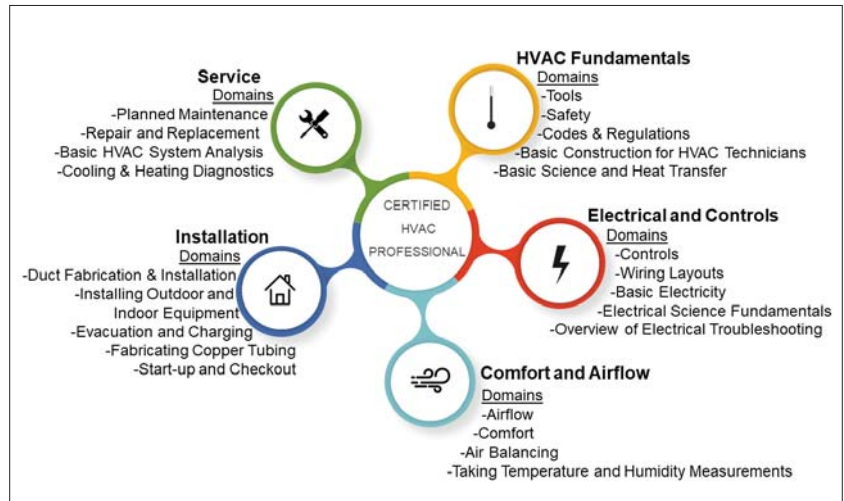 Service
Domains
-Planned Maintenance
-Repair and Replacement
-Basic HVAC System Analysis
-Cooling & Heating Diagnostics
HVAC Fundamentals
Domains
-Tools
-Safety
-Codes & Regulations
-Basic Construction for HVAC Technicians
-Basic Science and Heat Transfer
CERTIFIED
HVAC
PROFESSIONAL
Installation
Domains
-Duct Fabrication & Installation
-Installing Outdoor and
Indoor Equipment
-Evacuation and Charging
-Fabricating Copper Tubing
-Start-up and Checkout
Electrical and Controls
Domains
-Controls
-Wiring Layouts
-Basic Electricity
-Electrical Science Fundamentals
-Overview of Electrical Troubleshooting
Comfort and Airflow
Domains
-Airflow
-Comfort
-Air Balancing
-Taking Temperature and Humidity Measurements